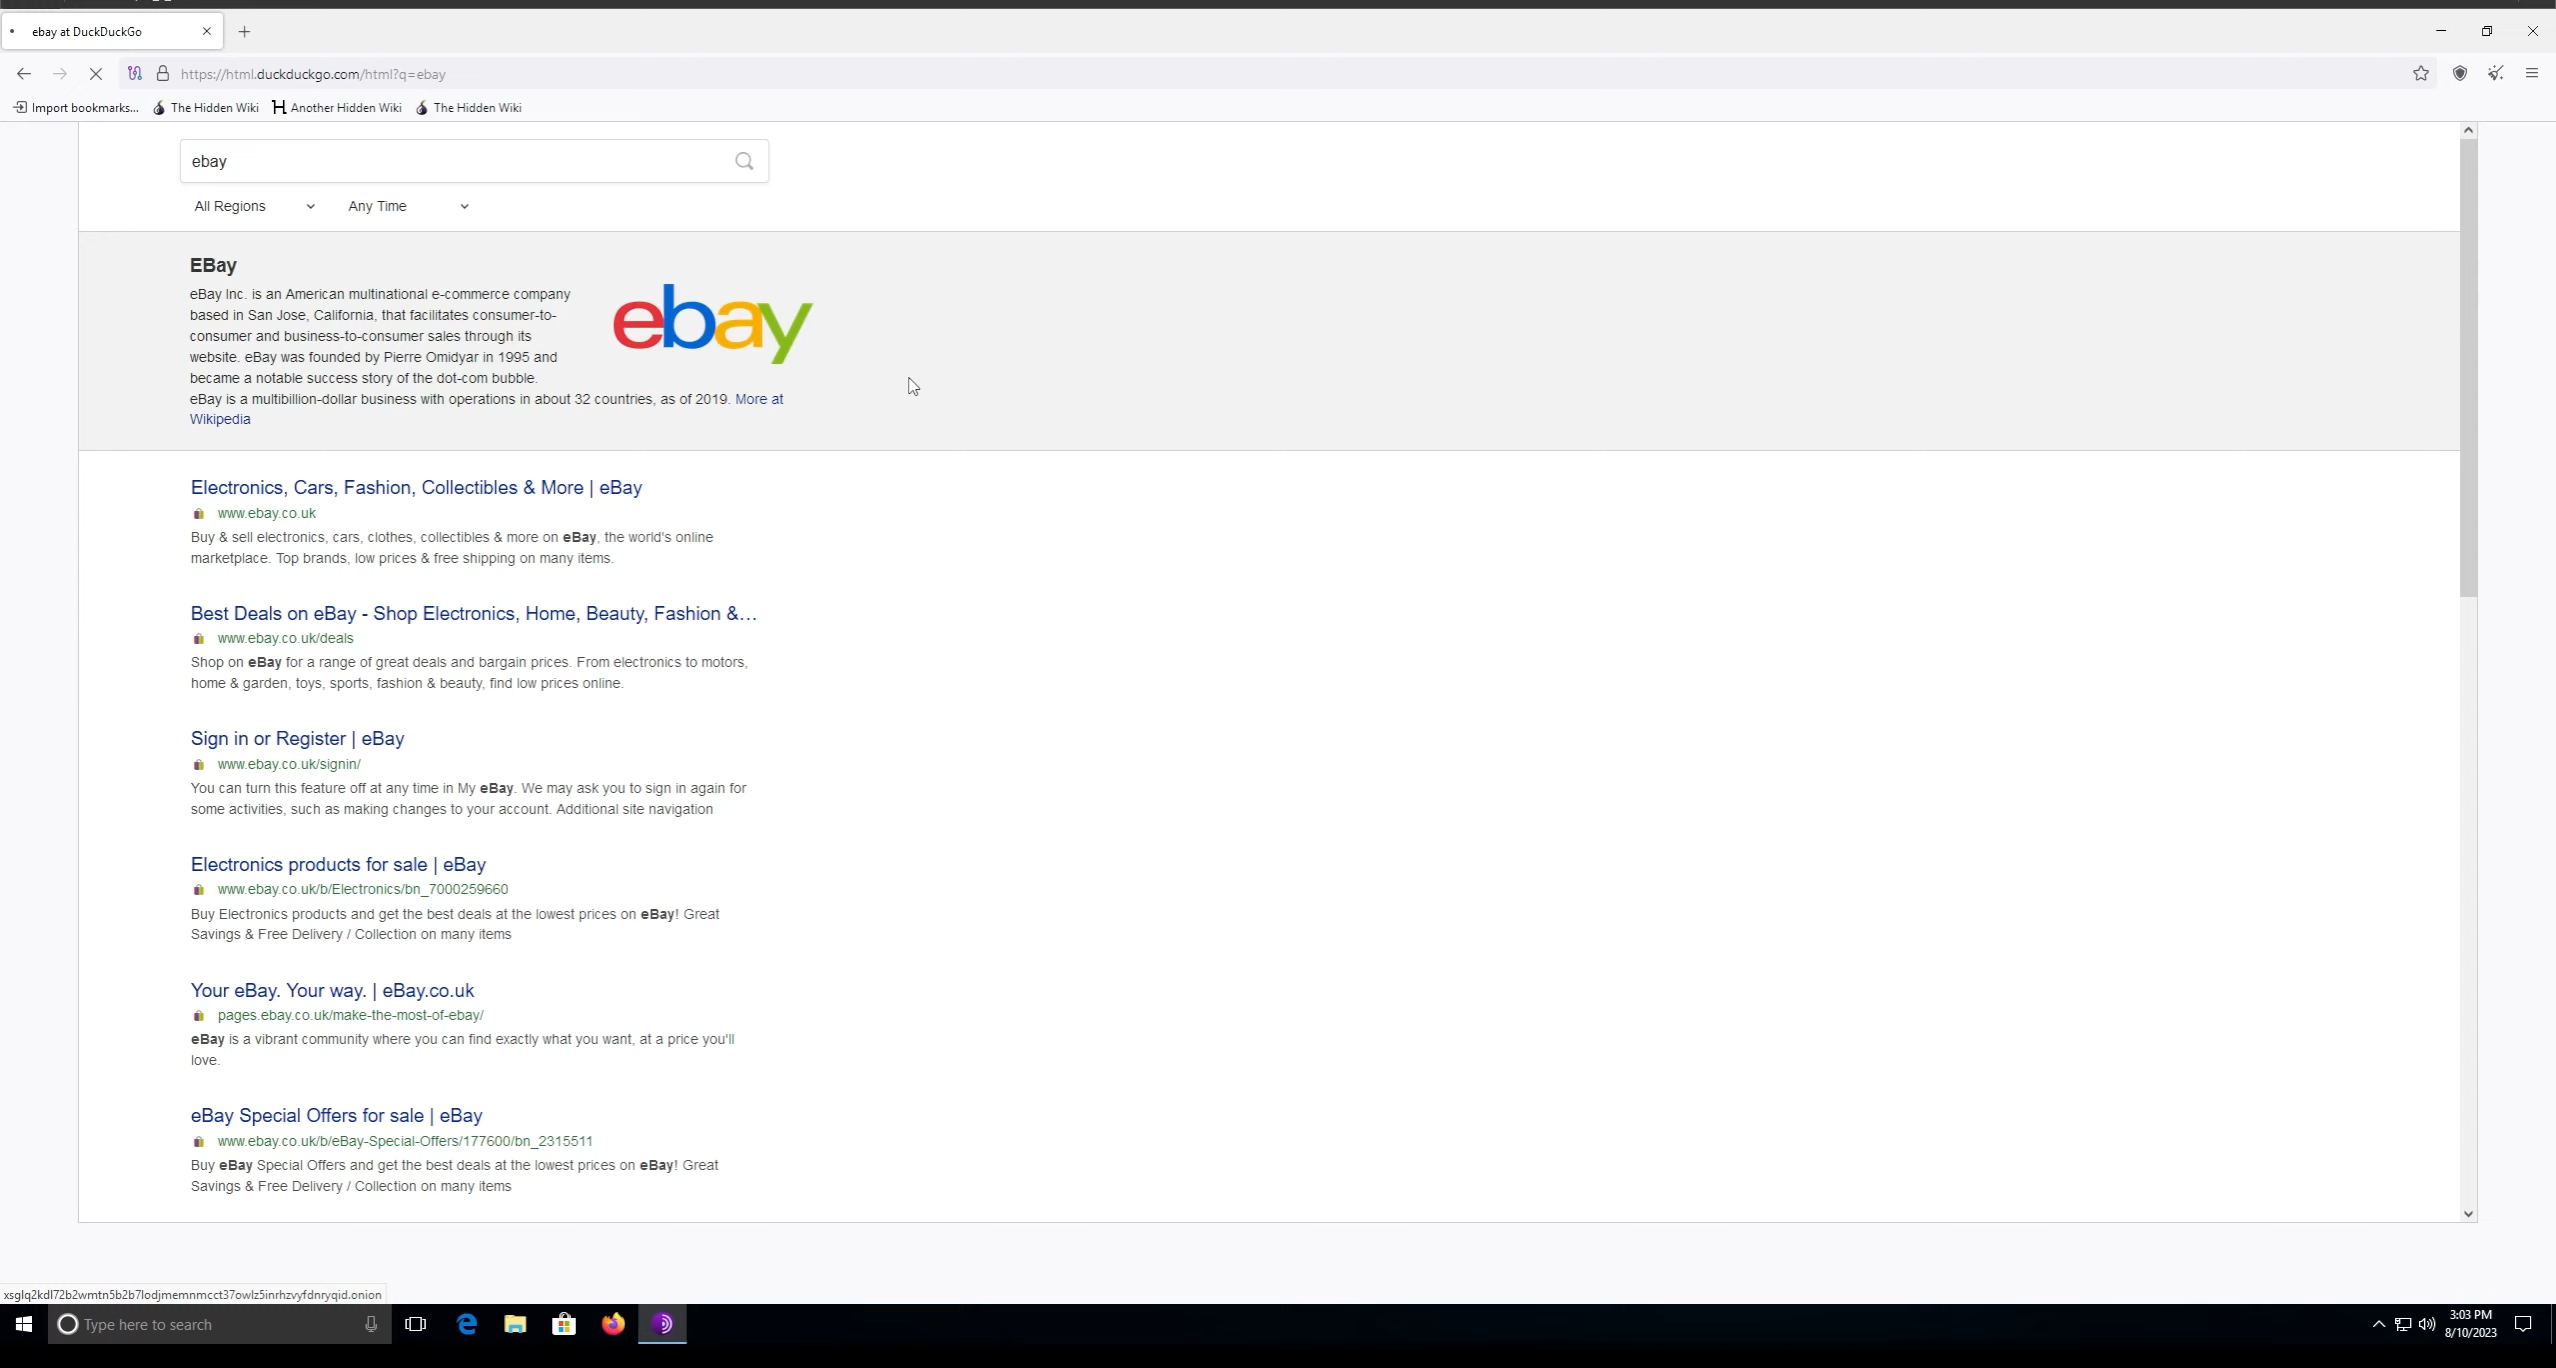 ebay at DuckDuckGo
https://html.duckduckgo.com/html?q=ebay
Import bookmarks... The Hidden Wiki Another Hidden Wiki The Hidden Wiki
ebay
All Regions Any Time
EBay
eBay Inc. is an American multinational e-commerce company
based in San Jose, California, that facilitates consumer-to-
consumer and business-to-consumer sales through its
website. eBay was founded by Pierre Omidyar in 1995 and
became a notable success story of the dot-com bubble.
eBay is a multibillion-dollar business with operations in about 32 countries, as of 2019. More at
Wikipedia
ebay
Electronics, Cars, Fashion, Collectibles & More | eBay
www.ebay.co.uk
Buy & sell electronics, cars, clothes, collectibles & more on eBay, the world's online
marketplace. Top brands, low prices & free shipping on many items.
Best Deals on eBay - Shop Electronics, Home, Beauty, Fashion &...
www.ebay.co.uk/deals
Shop on eBay for a range of great deals and bargain prices. From electronics to motors,
home & garden, toys, sports, fashion & beauty, find low prices online.
Sign in or Register | eBay
www.ebay.co.uk/signin/
You can turn this feature off at any time in My eBay. We may ask you to sign in again for
some activities, such as making changes to your account. Additional site navigation
Electronics products for sale | eBay
www.ebay.co.uk/b/Electronics/bn_7000259660
Buy Electronics products and get the best deals at the lowest prices on eBay! Great
Savings & Free Delivery / Collection on many items
Your eBay. Your way. | eBay.co.uk
pages.ebay.co.uk/make-the-most-of-ebay/
eBay is a vibrant community where you can find exactly what you want, at a price you'll
love.
eBay Special Offers for sale | eBay
www.ebay.co.uk/b/eBay-Special-Offers/177600/bn_2315511
Buy eBay Special Offers and get the best deals at the lowest prices on eBay! Great
Savings & Free Delivery / Collection on many items
xsglq2kdl72b2wmtn5b2b7lodjmemnmcct37owlz5inrhzvyfdnryqid.onion
Type here to search
3:03 PM
8/10/2023